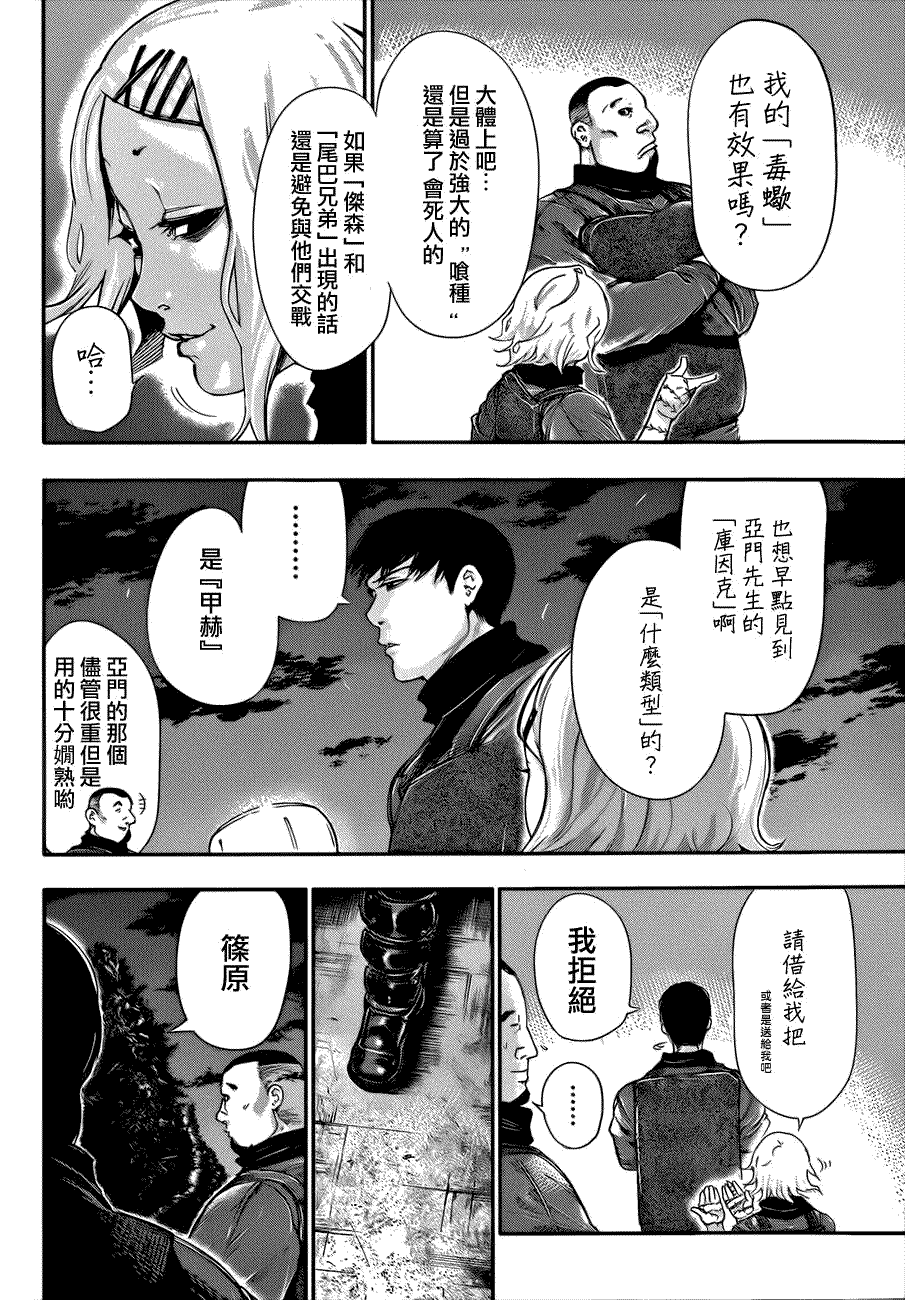 我的「毒蠍」
也有效果嗎？
大體上吧…
但是過於強大的〝喰種〝
還是算了 會死人的
如果「傑森」和
「尾巴兄弟」出現的話
還是避免與他們交戰
哈…
也想早點見到
亞門先生的
「庫因克」啊
是「什麼類型」的？
………
是『甲赫』
亞門的那個
儘管很重但是
用的十分嫻熟喲
請借給我把
或者是送給我吧
我拒絕
…
篠原